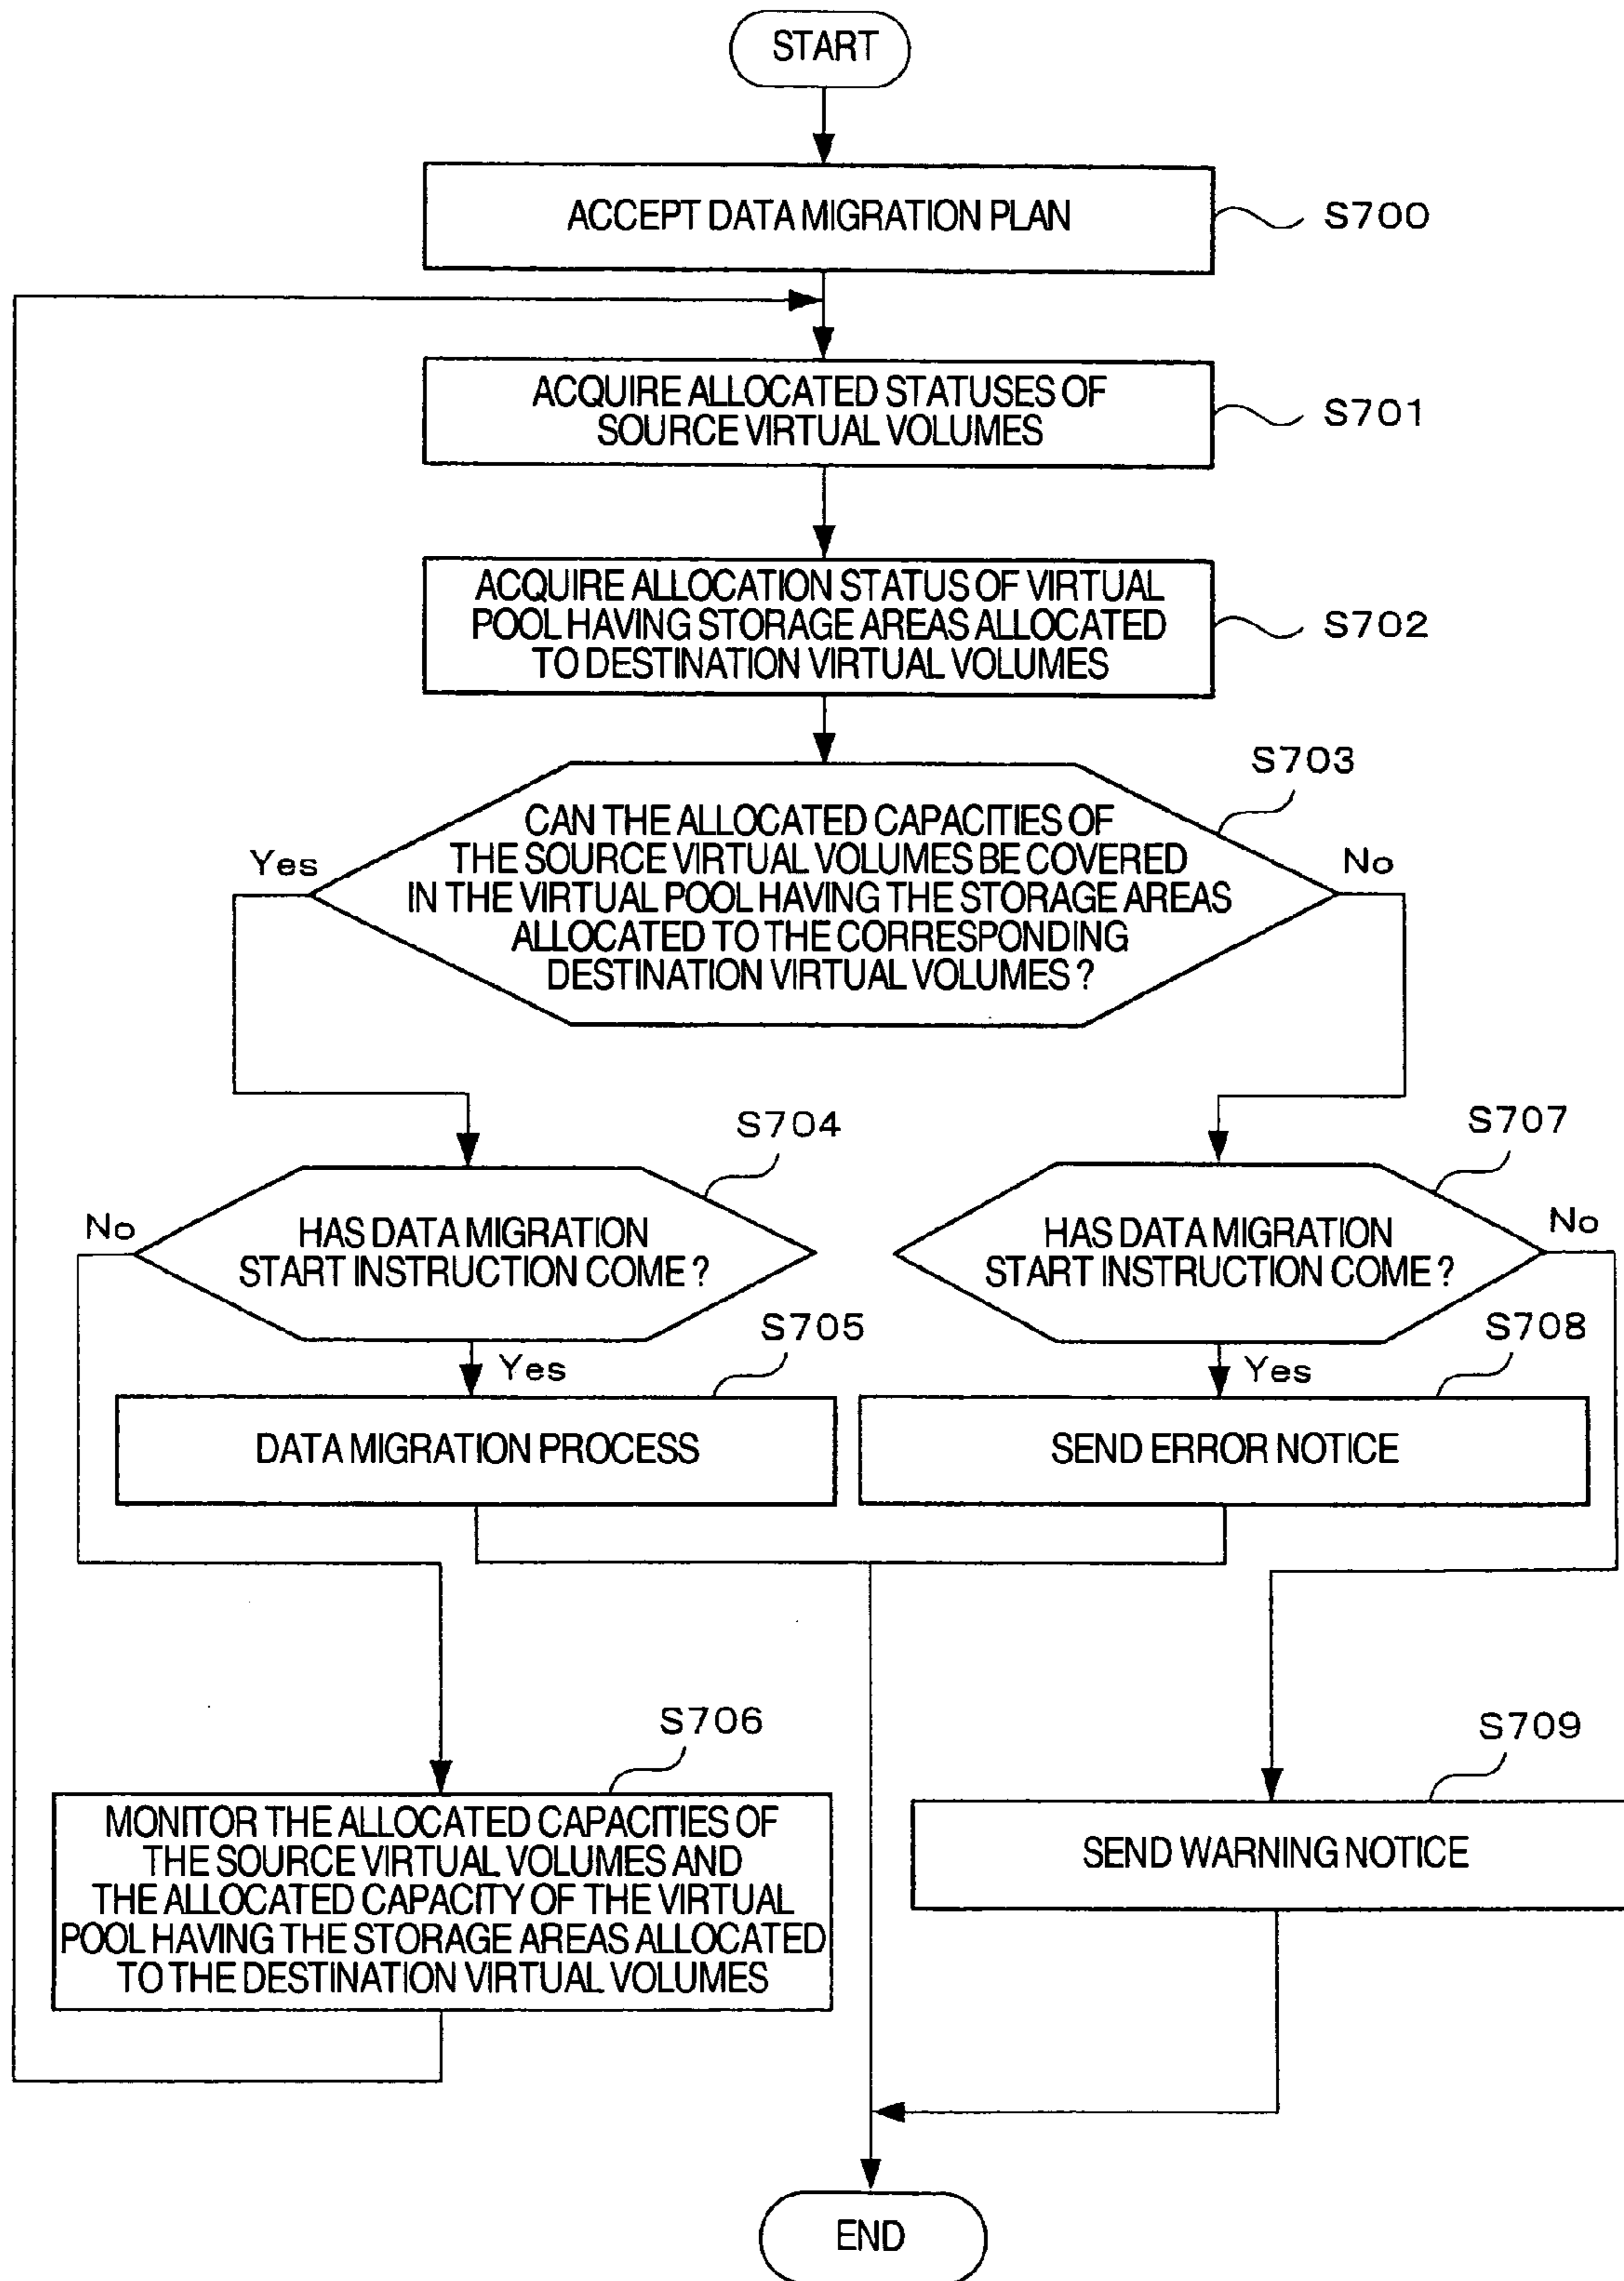 START
ACCEPT DATA MIGRATION PLAN
S700
ACQUIRE ALLOCATED STATUSES OF
SOURCE VIRTUAL VOLUMES
S701
ACQUIRE ALLOCATION STATUS OF VIRTUAL
POOL HAVING STORAGE AREAS ALLOCATED
TO DESTINATION VIRTUAL VOLUMES
S702
S703
CAN THE ALLOCATED CAPACITIES OF
THE SOURCE VIRTUAL VOLUMES BE COVERED
IN THE VIRTUAL POOL HAVING THE STORAGE AREAS
ALLOCATED TO THE CORRESPONDING
DESTINATION VIRTUAL VOLUMES ?
Yes
No
S704
HAS DATA MIGRATION
START INSTRUCTION COME ?
No
Yes
S707
HAS DATA MIGRATION
START INSTRUCTION COME ?
No
Yes
S705
DATA MIGRATION PROCESS
S708
SEND ERROR NOTICE
S706
MONITOR THE ALLOCATED CAPACITIES OF
THE SOURCE VIRTUAL VOLUMES AND
THE ALLOCATED CAPACITY OF THE VIRTUAL
POOL HAVING THE STORAGE AREAS ALLOCATED
TO THE DESTINATION VIRTUAL VOLUMES
S709
SEND WARNING NOTICE
END